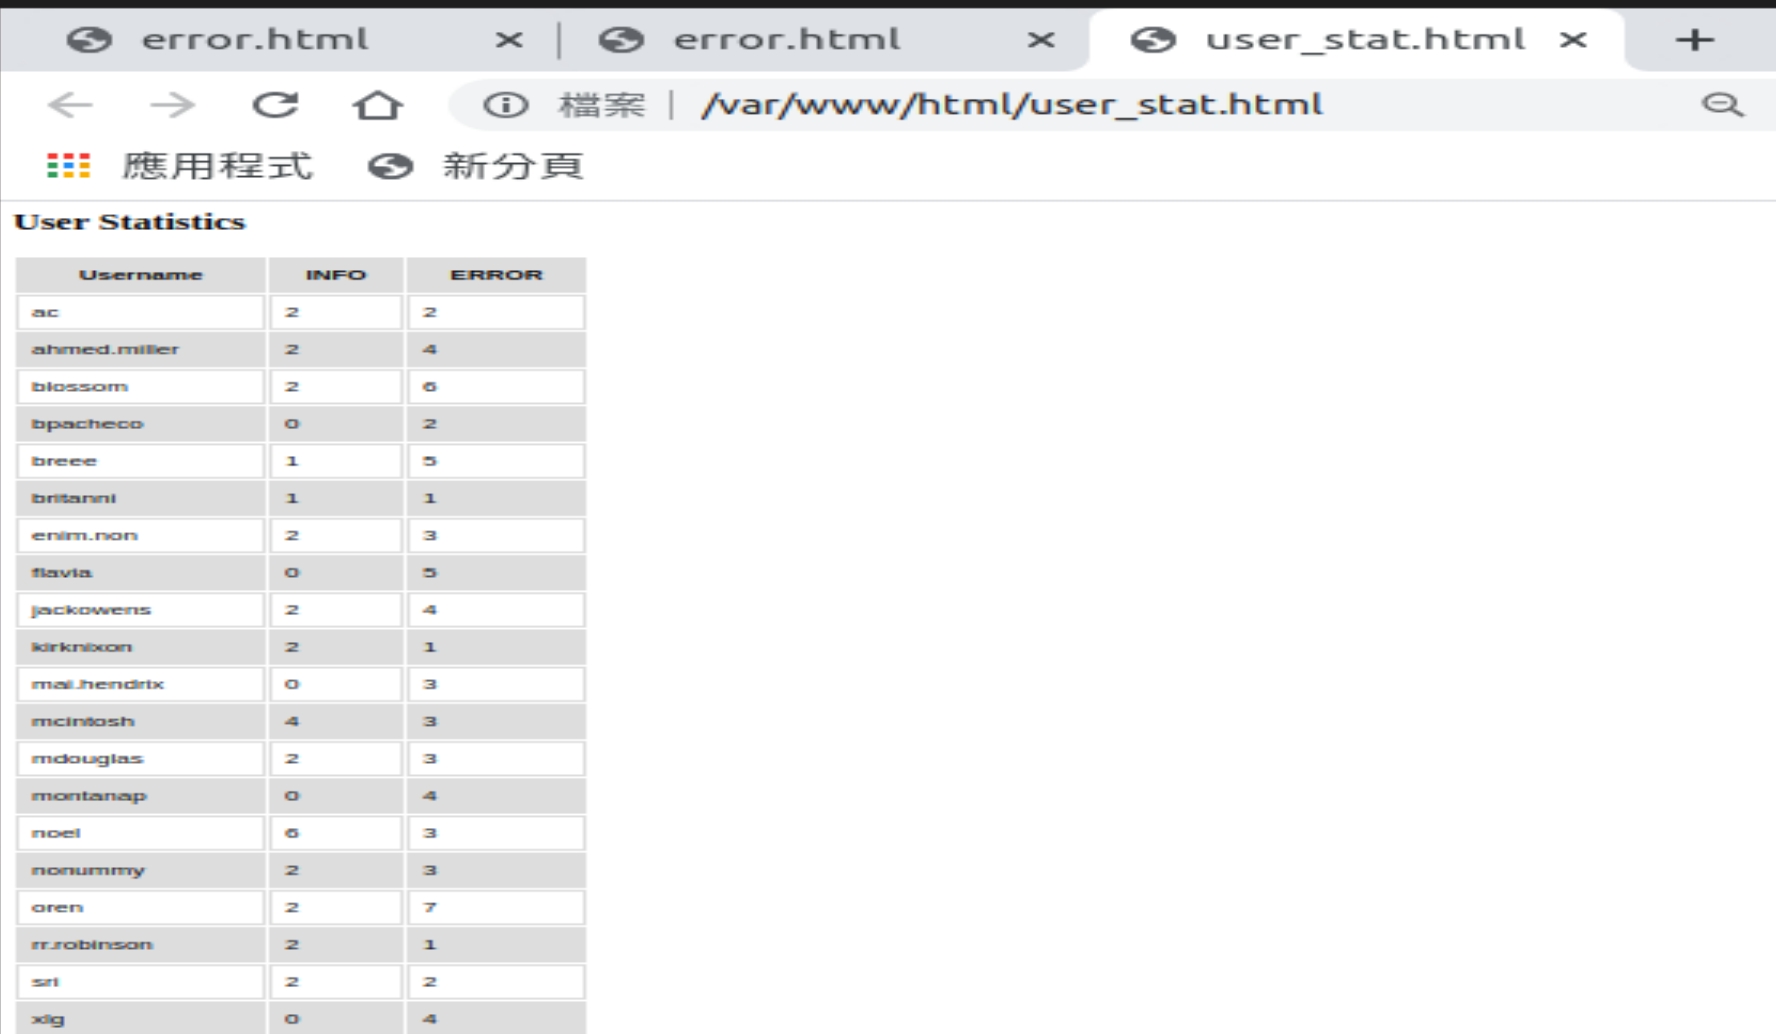 error.html error.html user_stat.html
檔案 /var/www/html/user_stat.html
應用程式 新分頁
User Statistics
Username INFO ERROR
ac 2 2
ahmed.miller 2 4
blossom 2 6
bpacheco 0 2
breee 1 5
britanni 1 1
enim.non 2 3
flavia 0 5
jackowens 2 4
kirknixon 2 1
mai.hendrix 0 3
mcintosh 4 3
mdouglas 2 3
montanap 0 4
noel 6 3
nonummy 2 3
oren 2 7
rr.robinson 2 1
sri 2 2
xlg 0 4